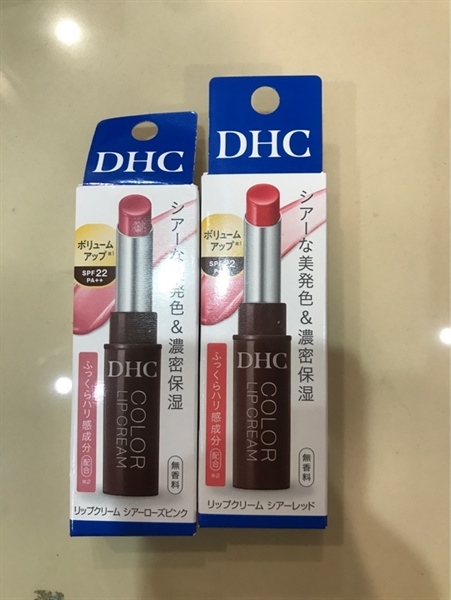 DHC
シアーな美発色&濃密保湿
ボリューム
アップ※1
SPF22
PA++
DHC
COLOR
LIP CREAM
ふっくらハリ感成分
配合
※2
無香料
リップクリーム シアーローズピンク
DHC
シアーな美発色&濃密保湿
ボリューム
アップ※1
SPF22
PA++
DHC
COLOR
LIP CREAM
ふっくらハリ感成分
配合
※2
無香料
リップクリーム シアーレッド